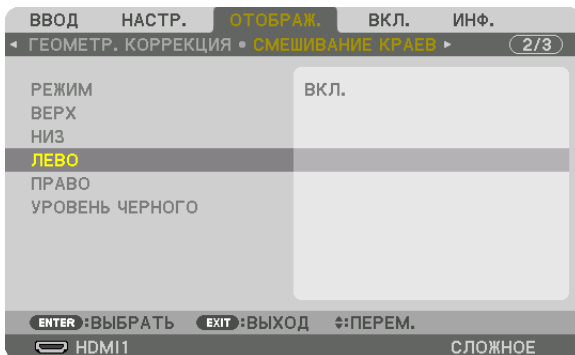 ВВОД НАСТР. ОТОБРАЖ. ВКЛ. ИНФ.
◂ ГЕОМЕТР. КОРРЕКЦИЯ • СМЕШИВАНИЕ КРАЕВ ▸ 2/3
РЕЖИМ ВКЛ.
ВЕРХ
НИЗ
ЛЕВО
ПРАВО
УРОВЕНЬ ЧЕРНОГО
ENTER :ВЫБРАТЬ EXIT :ВЫХОД ♦:ПЕРЕМ.
HDMI1 СЛОЖНОЕ